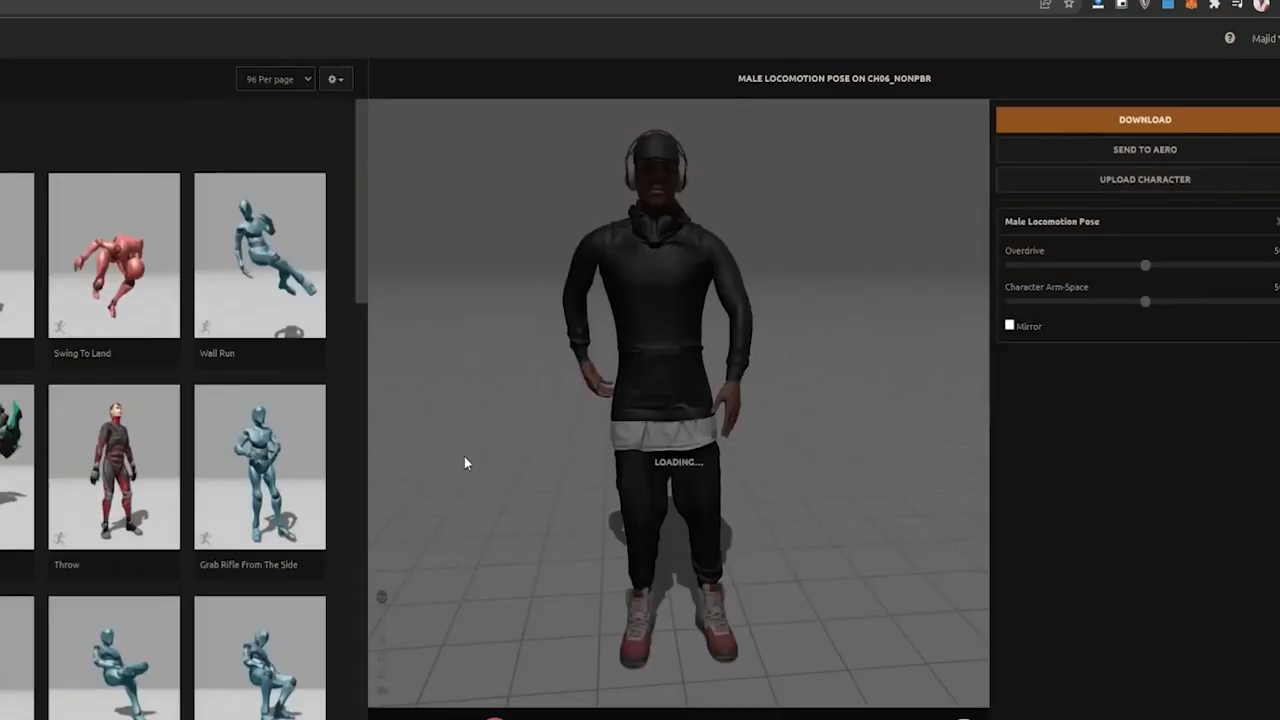 Majid
96 Per page
MALE LOCOMOTION POSE ON CH06_NONPBR
DOWNLOAD
SEND TO AERO
UPLOAD CHARACTER
Male Locomotion Pose
Overdrive
Character Arm-Space
Mirror
Swing To Land
Wall Run
LOADING...
Throw
Grab Rifle From The Side